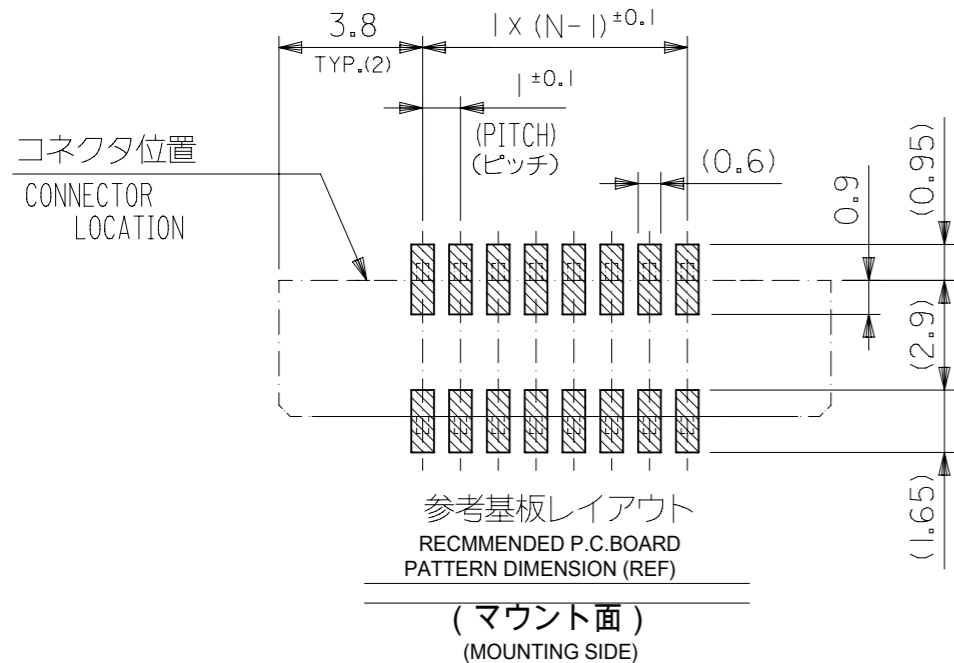 3.8
TYP.(2)
1×(N-1)±0.1
1±0.1
(PITCH)
(ピッチ)
(0.6)
0.9
(0.95)
(2.9)
(1.65)
コネクタ位置
CONNECTOR
LOCATION
参考基板レイアウト
RECMMENDED P.C.BOARD
PATTERN DIMENSION (REF)
(マウント面)
(MOUNTING SIDE)